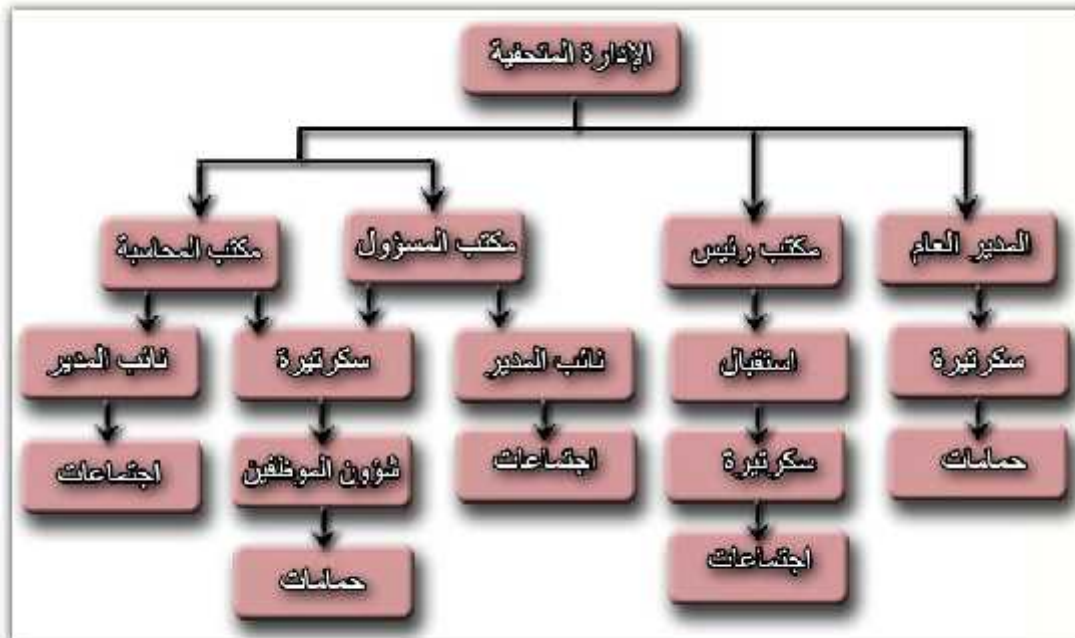 الإدارة المتحفية
المدير العام
مكتب رئيس
مكتب المسؤول
مكتب المحاسبة
سكرتيرة
استقبال
نائب المدير
سكرتيرة
نائب المدير
حمامات
سكرتيرة
اجتماعات
شؤون الموظفين
اجتماعات
اجتماعات
حمامات